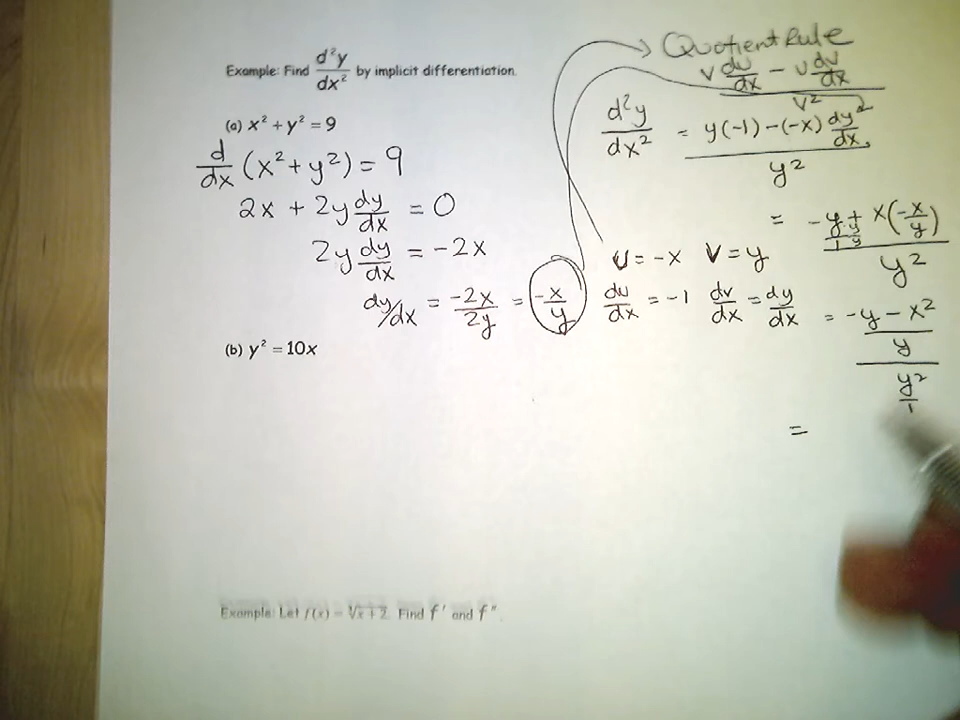 Example: Find d²y/dx² by implicit differentiation.
(a) x² + y² = 9
d/dx (x² + y²) = 9
2x + 2y dy/dx = 0
2y dy/dx = -2x
dy/dx = -2x/2y = -x/y
(b) y² = 10x
Quotient Rule
v du/dx - u dv/dx
v²
d²y/dx² = y(-1) - (-x) dy/dx
y²
u = -x v = y
du/dx = -1 dv/dx = dy/dx
= -y + x(-x/y)
y²
= -y - x²
y
y²
1
=
Example: Let f(x) = Find f' and f".